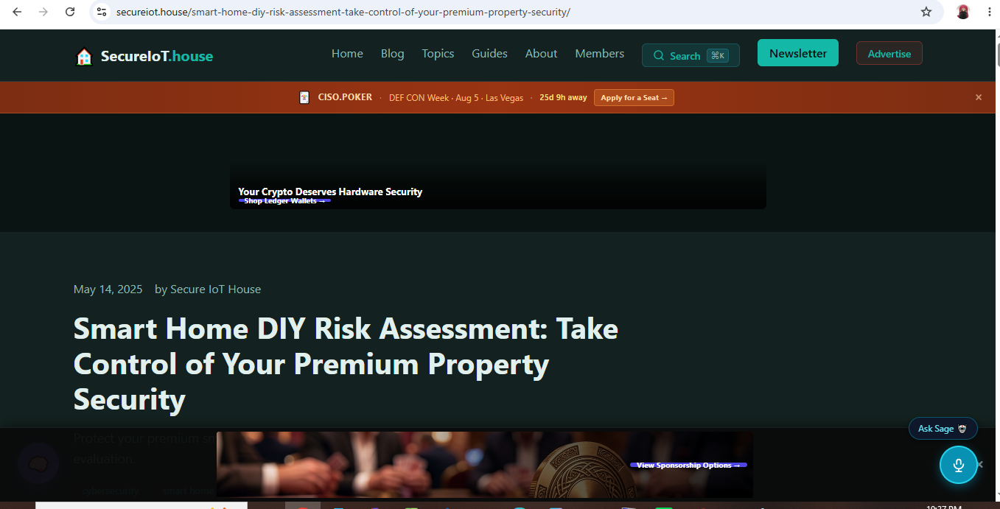 secureiot.house/smart-home-diy-risk-assessment-take-control-of-your-premium-property-security/
SecureIoT.house
Home Blog Topics Guides About Members Search ⌘K Newsletter Advertise
CISO.POKER · DEF CON Week · Aug 5 · Las Vegas · 25d 9h away Apply for a Seat →
Your Crypto Deserves Hardware Security
Shop Ledger Wallets →
May 14, 2025 by Secure IoT House
Smart Home DIY Risk Assessment: Take
Control of Your Premium Property
Security
Ask Sage
Protect your premium sm
evaluation.
View Sponsorship Options →
cybersecurity smart home
10:27 PM